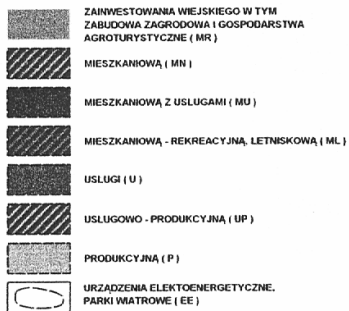 ZAINWESTOWANIA WIEJSKIEGO W TYM
ZABUDOWA ZAGRODOWA I GOSPODARSTWA
AGROTURYSTYCZNE ( MR )
MIESZKANIOWĄ ( MN )
MIESZKANIOWĄ Z USŁUGAMI ( MU )
MIESZKANIOWĄ - REKREACYJNĄ, LETNISKOWĄ ( ML )
USŁUGI ( U )
USŁUGOWO - PRODUKCYJNĄ ( UP )
PRODUKCYJNĄ ( P )
URZĄDZENIA ELEKTOENERGETYCZNE,
PARKI WIATROWE ( EE )